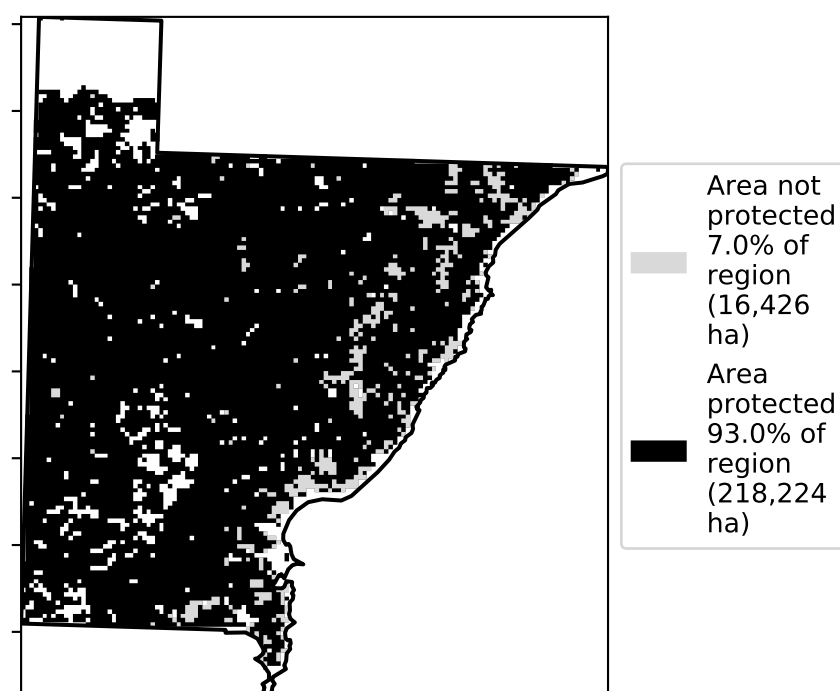 Area not
protected
7.0% of
region
(16,426
ha)
Area
protected
93.0% of
region
(218,224
ha)